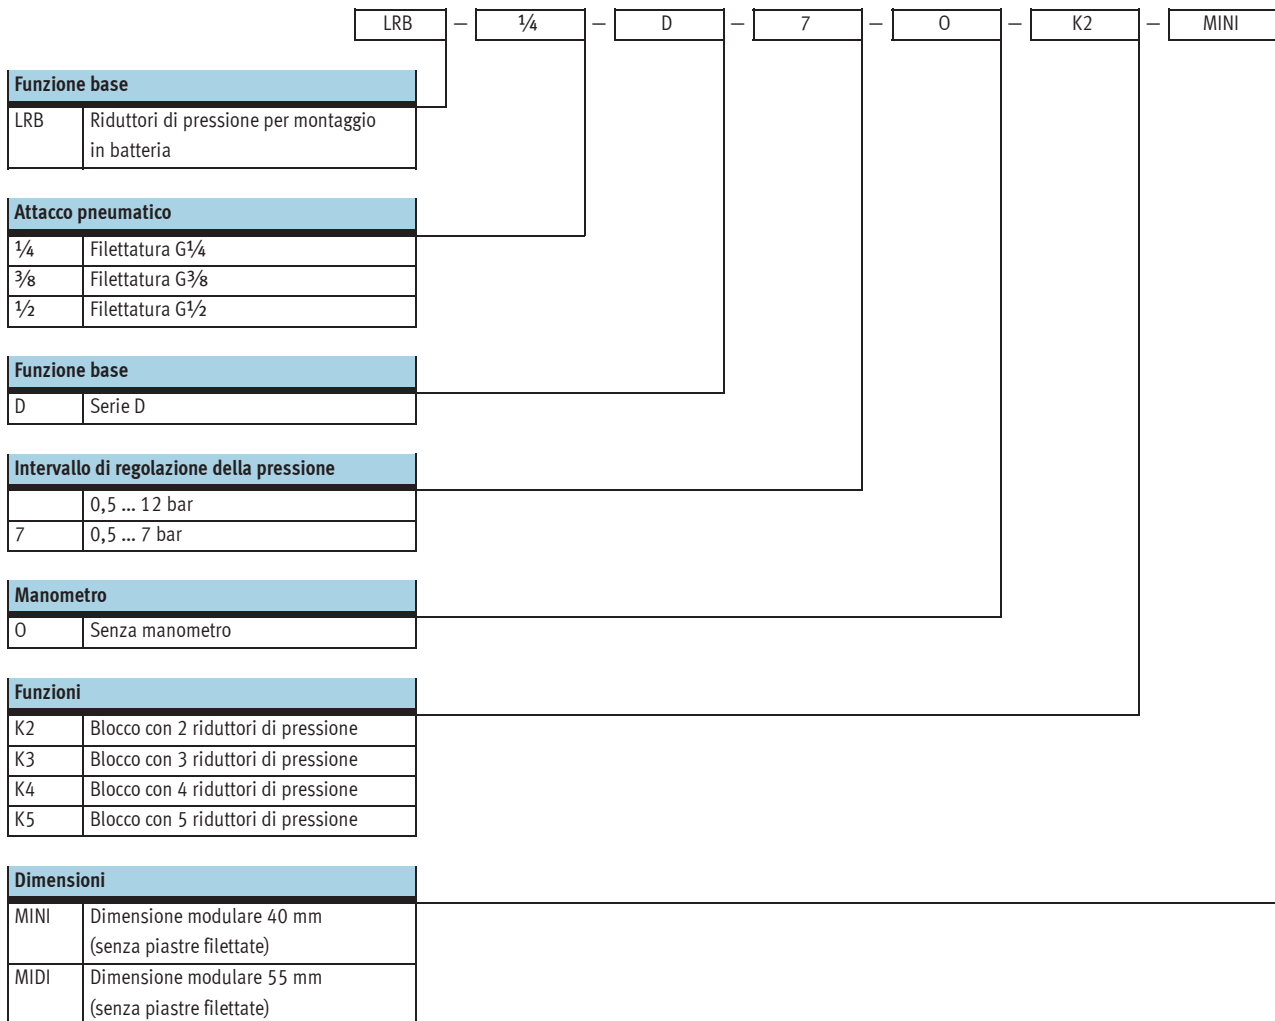 LRB — ¼ — D — 7 — O — K2 — MINI
Funzione base
LRB Riduttori di pressione per montaggio
in batteria
Attacco pneumatico
¼ Filettatura G¼
⅜ Filettatura G⅜
½ Filettatura G½
Funzione base
D Serie D
Intervallo di regolazione della pressione
0,5 ... 12 bar
7 0,5 ... 7 bar
Manometro
O Senza manometro
Funzioni
K2 Blocco con 2 riduttori di pressione
K3 Blocco con 3 riduttori di pressione
K4 Blocco con 4 riduttori di pressione
K5 Blocco con 5 riduttori di pressione
Dimensioni
MINI Dimensione modulare 40 mm
(senza piastre filettate)
MIDI Dimensione modulare 55 mm
(senza piastre filettate)